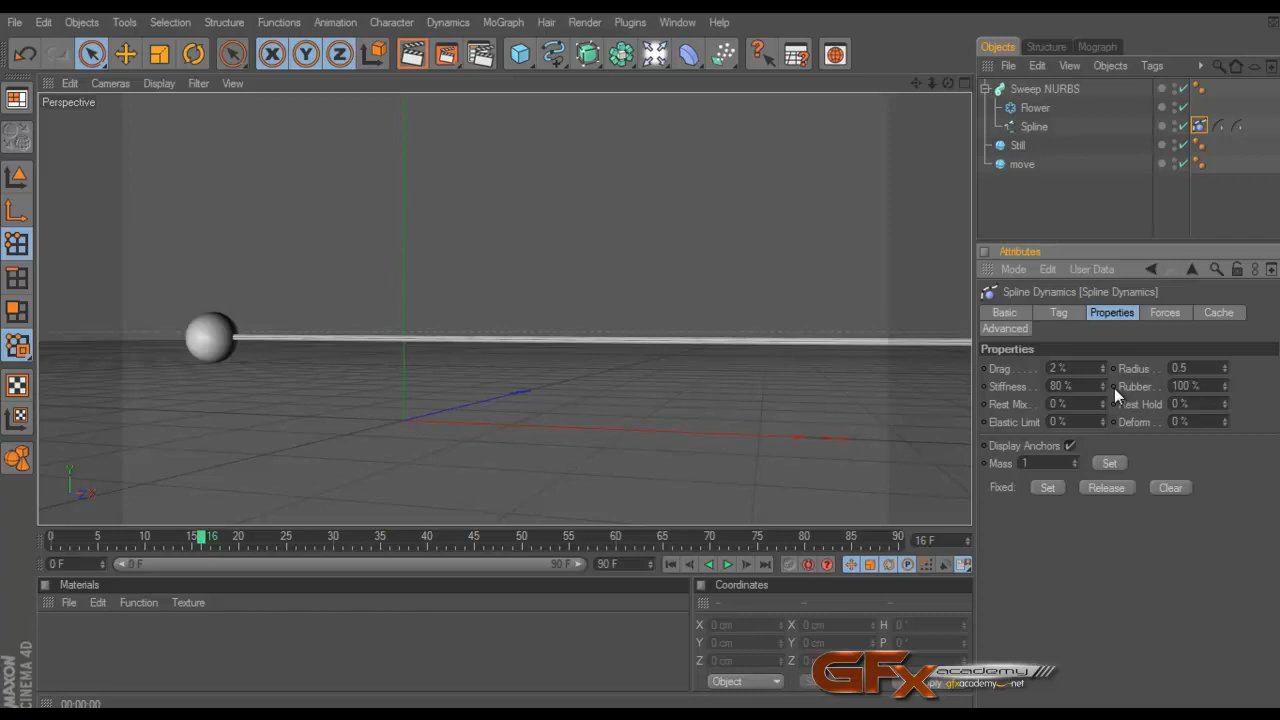 File Edit Objects Tools Selection Structure Functions Animation Character Dynamics MoGraph Hair Render Plugins Window Help
X Y Z
Objects Structure Mograph
File Edit View Objects Tags
Edit Cameras Display Filter View
Perspective
Sweep NURBS
Flower
Spline
Still
move
Attributes
Mode Edit User Data
Spline Dynamics [Spline Dynamics]
Basic Tag Properties Forces Cache
Advanced
Properties
Drag . . . . . 2 % Radius . . 0.5
Stiffness 80 % Rubber . . 100 %
Rest Mix. . 0 % Rest Hold 0 %
Elastic Limit 0 % Deform . . 0 %
Display Anchors
Mass 1 Set
Fixed: Set Release Clear
Y
Z X
0 5 10 15 16 20 25 30 35 40 45 50 55 60 65 70 75 80 85 90 16 F
0 F 0 F 90 F 90 F
Materials
File Edit Function Texture
Coordinates
X 0 cm X 0 cm H 0 °
Y 0 cm Y 0 cm P 0 °
Z 0 cm Z 0 cm
Object
GFX academy
gfxacademy net
MAXON
CINEMA 4D
00:00:00